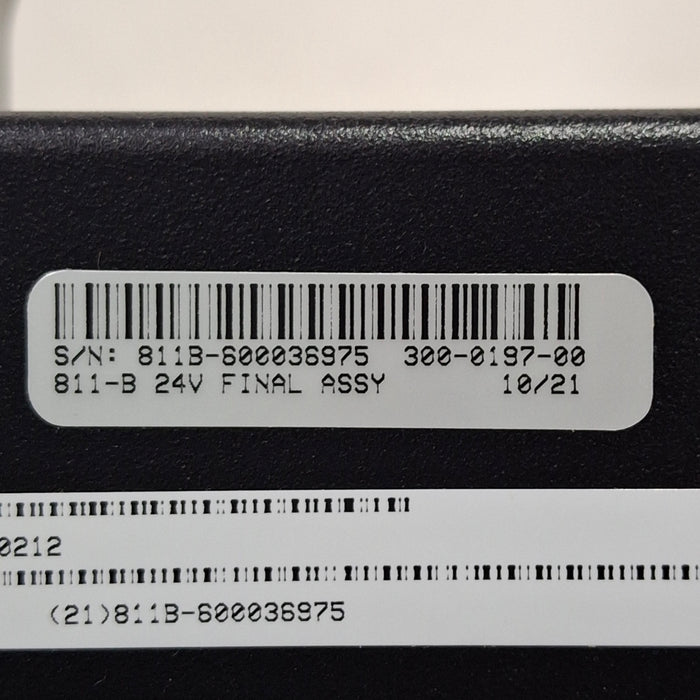 S/N: 811B-600036975 300-0197-00
811-B 24V FINAL ASSY 10/21
0212
(21)811B-600036975